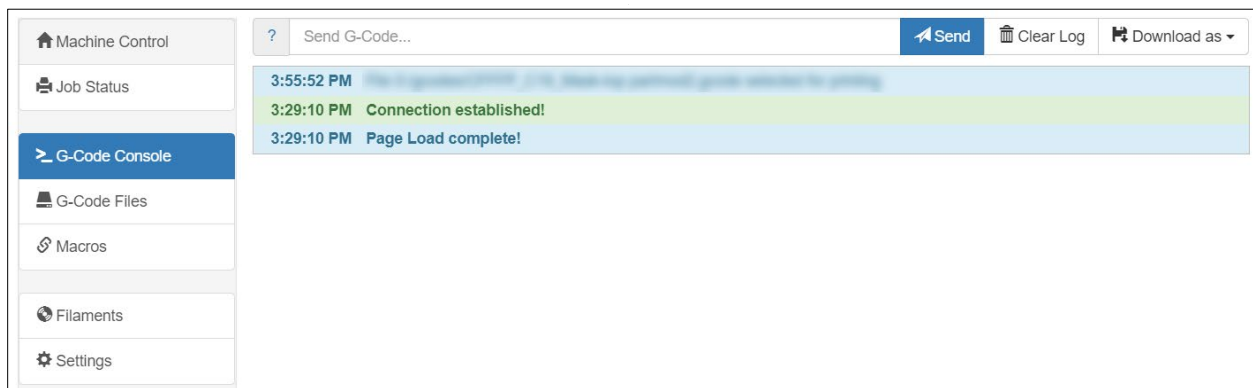 Machine Control
Job Status
G-Code Console
G-Code Files
Macros
Filaments
Settings
? Send G-Code... Send Clear Log Download as
3:55:52 PM
3:29:10 PM Connection established!
3:29:10 PM Page Load complete!